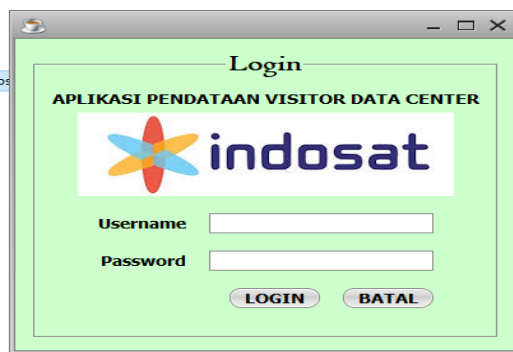 Login
APLIKASI PENDATAAN VISITOR DATA CENTER
indosat
Username
Password
LOGIN BATAL